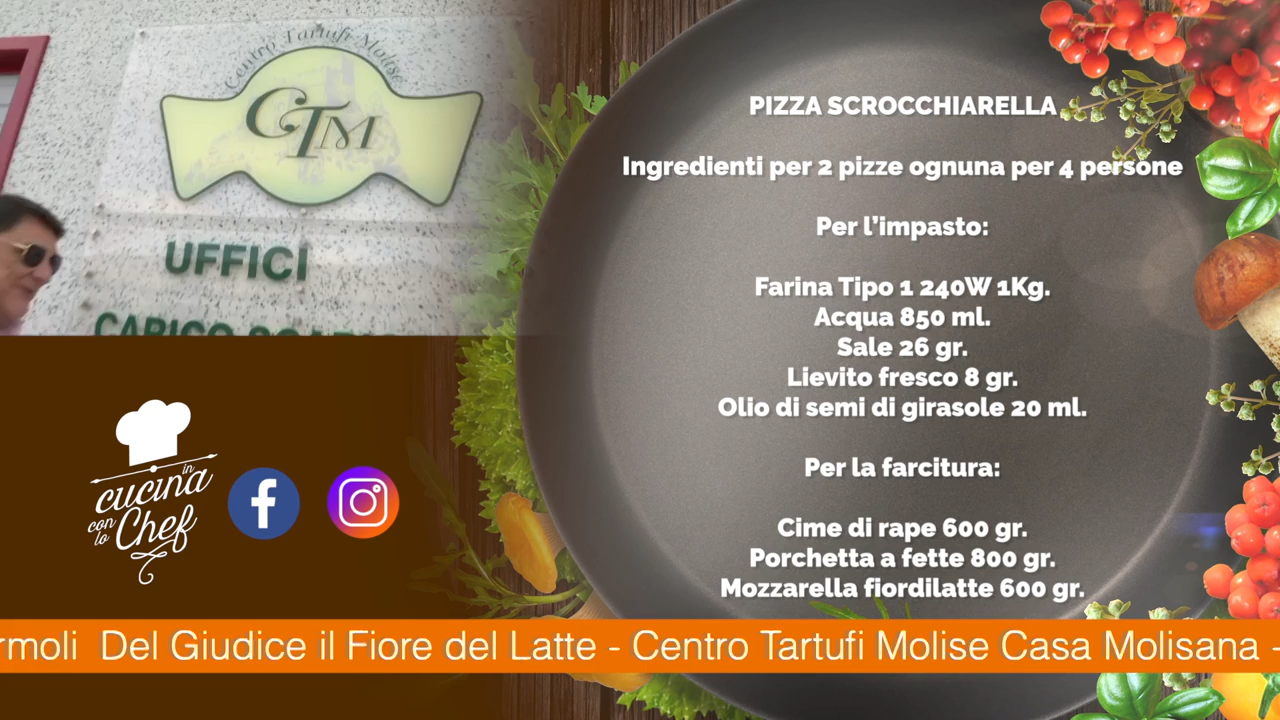 Centro Tartufi Molise
CTM
UFFICI
PIZZA SCROCCHIARELLA
Ingredienti per 2 pizze ognuna per 4 persone
Per l'impasto:
Farina Tipo 1 240W 1Kg.
Acqua 850 ml.
Sale 26 gr.
Lievito fresco 8 gr.
Olio di semi di girasole 20 ml.
Per la farcitura:
Cime di rape 600 gr.
Porchetta a fette 800 gr.
Mozzarella fiordilatte 600 gr.
in
cucina
con lo
Chef
rmoli Del Giudice il Fiore del Latte - Centro Tartufi Molise Casa Molisana -